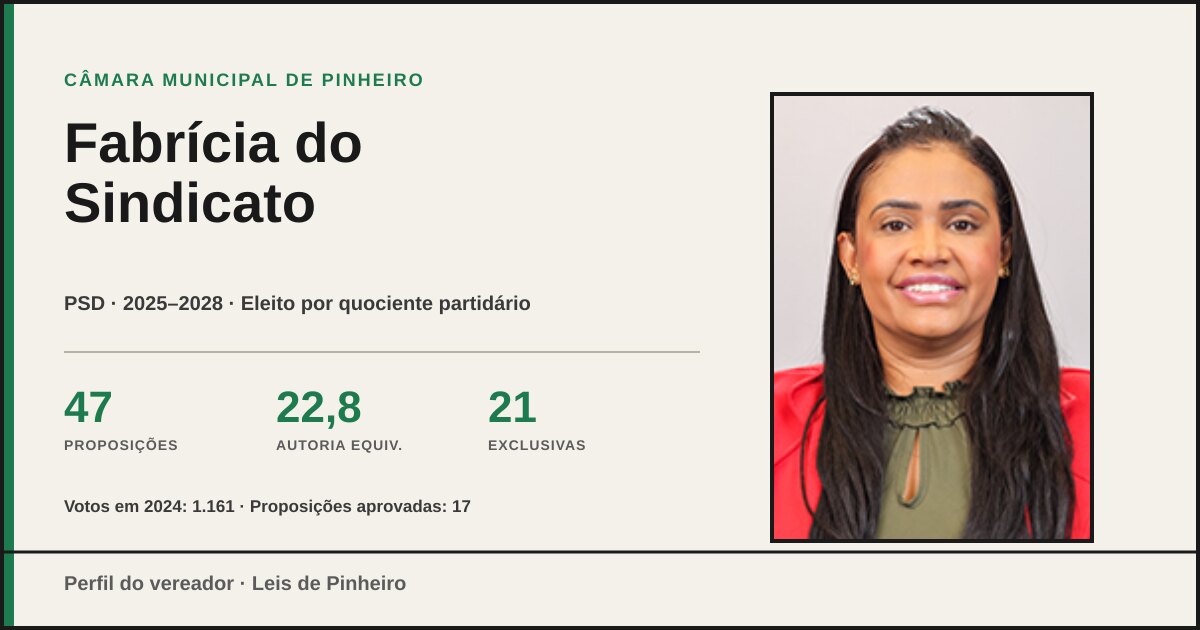 CÂMARA MUNICIPAL DE PINHEIRO
Fabrícia do
Sindicato
PSD · 2025–2028 · Eleito por quociente partidário
47
22,8
21
PROPOSIÇÕES
AUTORIA EQUIV.
EXCLUSIVAS
Votos em 2024: 1.161 · Proposições aprovadas: 17
Perfil do vereador · Leis de Pinheiro